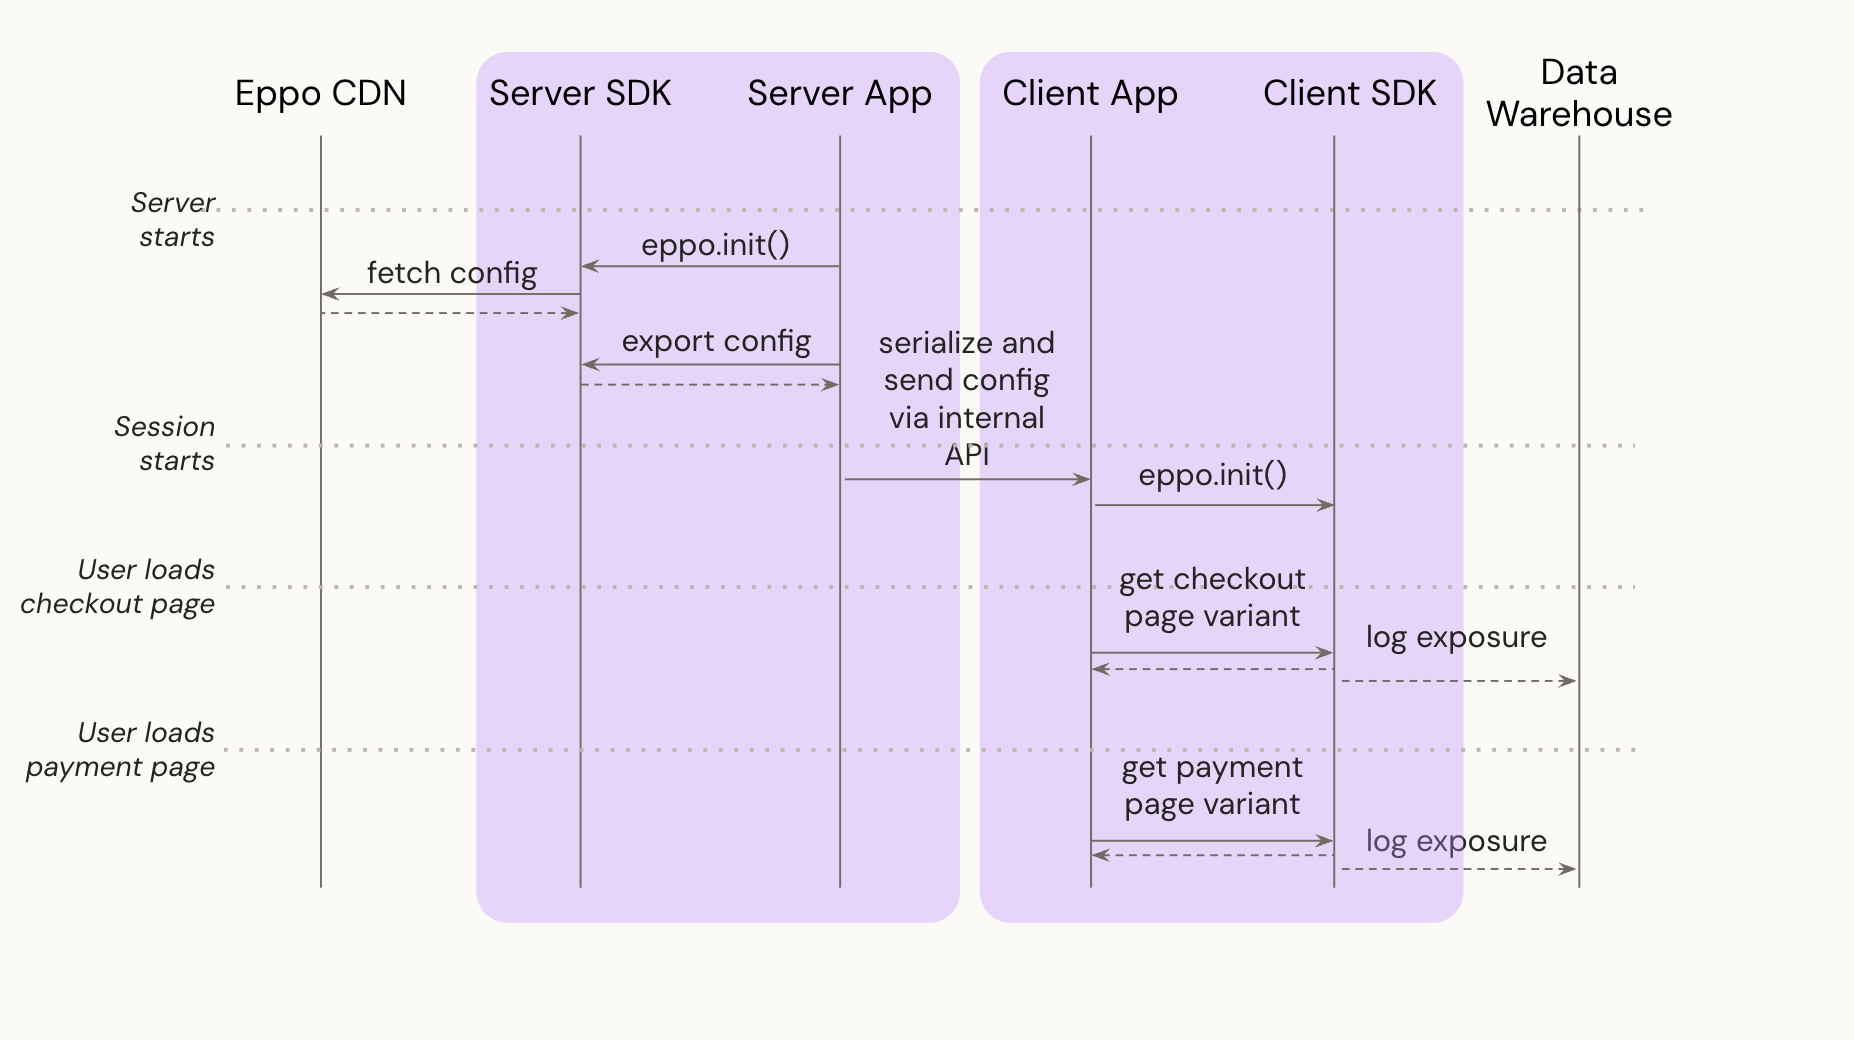 Eppo CDN
Server SDK
Server App
Client App
Client SDK
Data
Warehouse
Server
starts
eppo.init()
fetch config
export config
serialize and
send config
via internal
API
Session
starts
eppo.init()
User loads
checkout page
get checkout
page variant
log exposure
User loads
payment page
get payment
page variant
log exposure